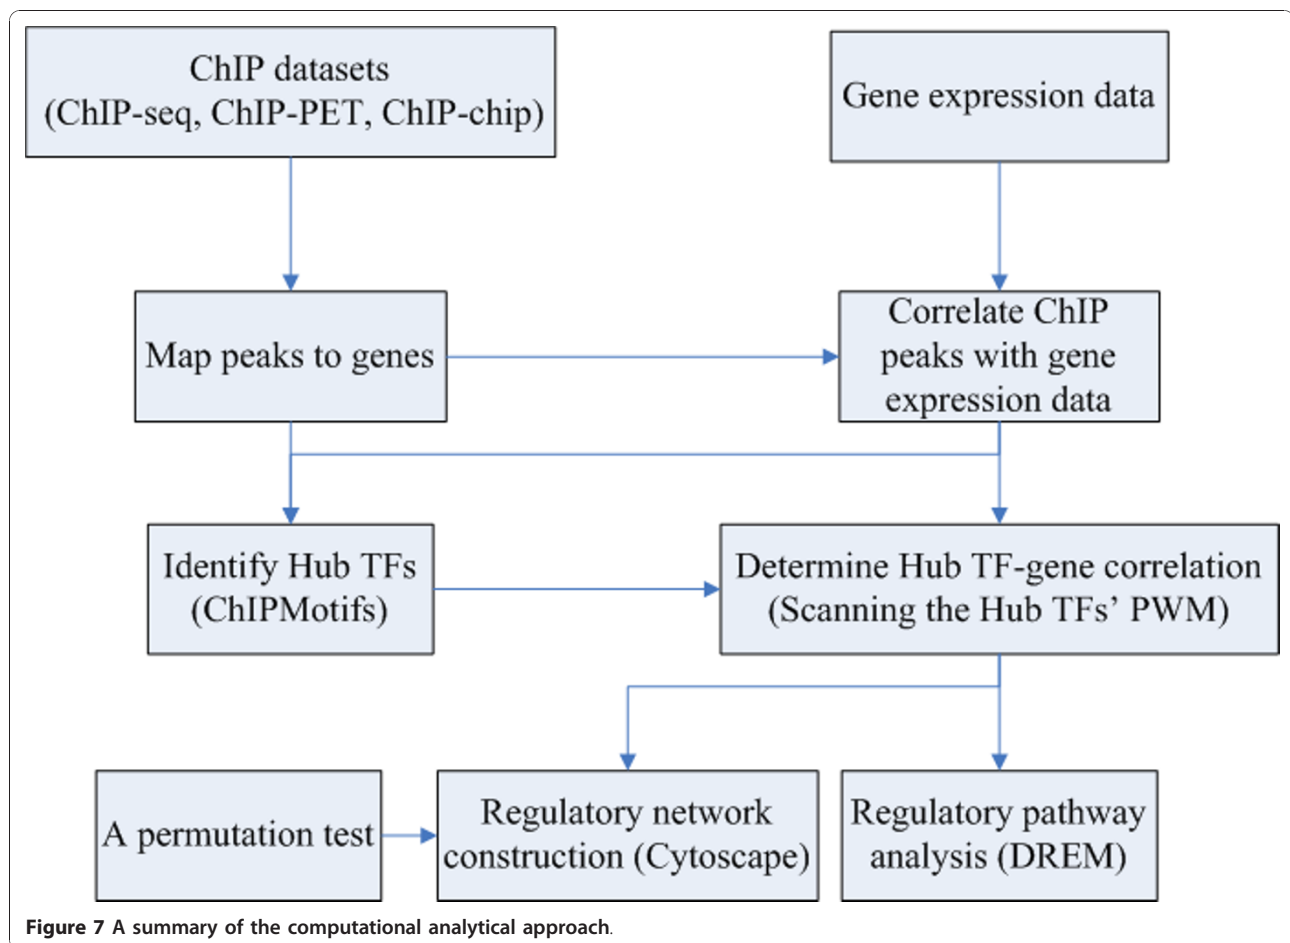 ChIP datasets
(ChIP-seq, ChIP-PET, ChIP-chip)
Gene expression data
Map peaks to genes
Correlate ChIP
peaks with gene
expression data
Identify Hub TFs
(ChIPMotifs)
Determine Hub TF-gene correlation
(Scanning the Hub TFs’ PWM)
A permutation test
Regulatory network
construction (Cytoscape)
Regulatory pathway
analysis (DREM)
Figure 7 A summary of the computational analytical approach.